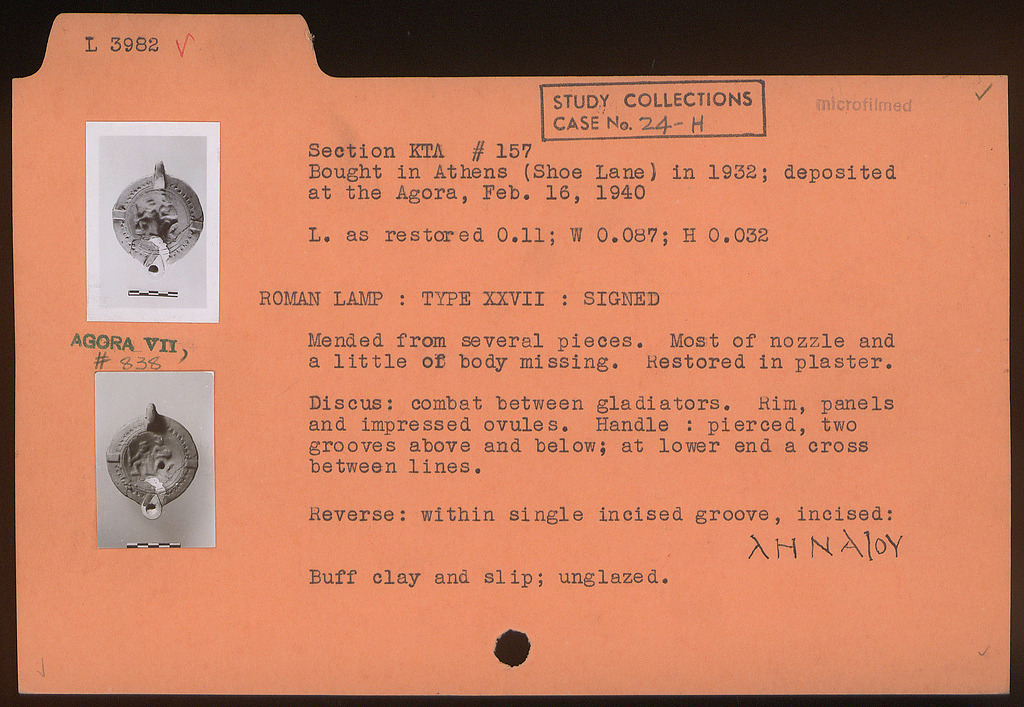 L 3982
STUDY COLLECTIONS
CASE No. 24-H
microfilmed
Section KTΛ # 157
Bought in Athens (Shoe Lane) in 1932; deposited
at the Agora, Feb. 16, 1940
L. as restored 0.11; W 0.087; H 0.032
ROMAN LAMP : TYPE XXVII : SIGNED
AGORA VII,
# 838
Mended from several pieces. Most of nozzle and
a little of body missing. Restored in plaster.
Discus: combat between gladiators. Rim, panels
and impressed ovules. Handle : pierced, two
grooves above and below; at lower end a cross
between lines.
Reverse: within single incised groove, incised:
ΛΗΝΑΙΟΥ
Buff clay and slip; unglazed.